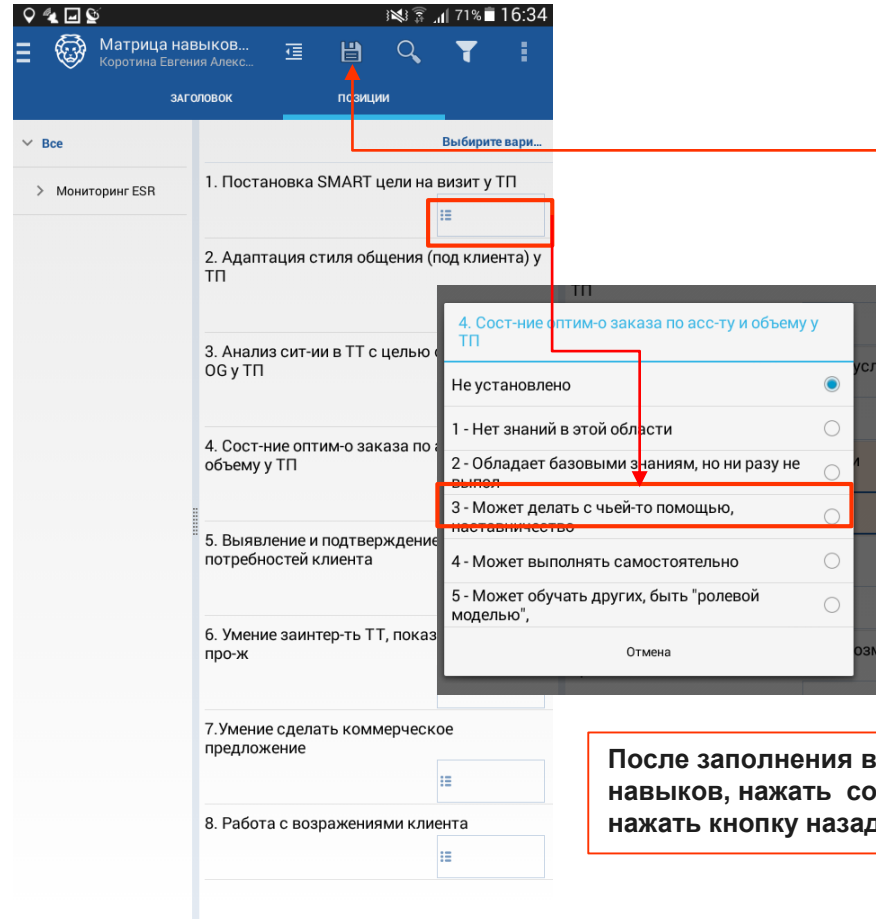 71% 16:34
Матрица навыков...
Коротина Евгения Алекс...
ЗАГОЛОВОК
ПОЗИЦИИ
Все
Мониторинг ESR
Выбирите вари...
1. Постановка SMART цели на визит у ТП
2. Адаптация стиля общения (под клиента) у
ТП
3. Анализ сит-ии в ТТ с целью
OG у ТП
4. Сост-ние оптим-о заказа по
объему у ТП
5. Выявление и подтверждение
потребностей клиента
6. Умение заинтер-ть ТТ, показ
про-ж
7.Умение сделать коммерческое
предложение
8. Работа с возражениями клиента
ТП
4. Сост-ние оптим-о заказа по асс-ту и объему у
ТП
Не установлено
1 - Нет знаний в этой области
2 - Обладает базовыми знаниям, но ни разу не
выпол
3 - Может делать с чьей-то помощью,
наставничество
4 - Может выполнять самостоятельно
5 - Может обучать других, быть "ролевой
моделью",
Отмена
После заполнения в
навыков, нажать со
нажать кнопку назад